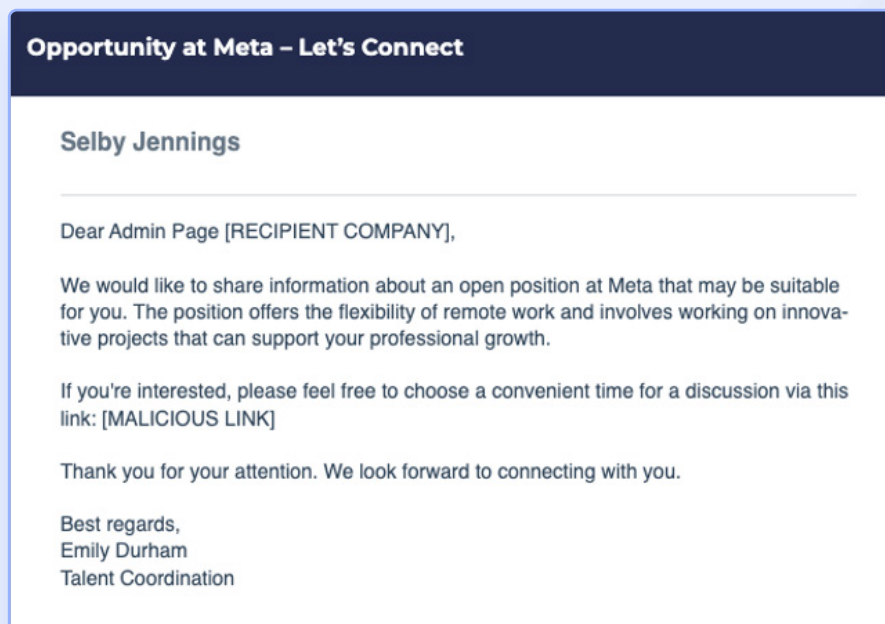 Opportunity at Meta – Let's Connect
Selby Jennings
Dear Admin Page [RECIPIENT COMPANY],
We would like to share information about an open position at Meta that may be suitable
for you. The position offers the flexibility of remote work and involves working on innova-
tive projects that can support your professional growth.
If you're interested, please feel free to choose a convenient time for a discussion via this
link: [MALICIOUS LINK]
Thank you for your attention. We look forward to connecting with you.
Best regards,
Emily Durham
Talent Coordination